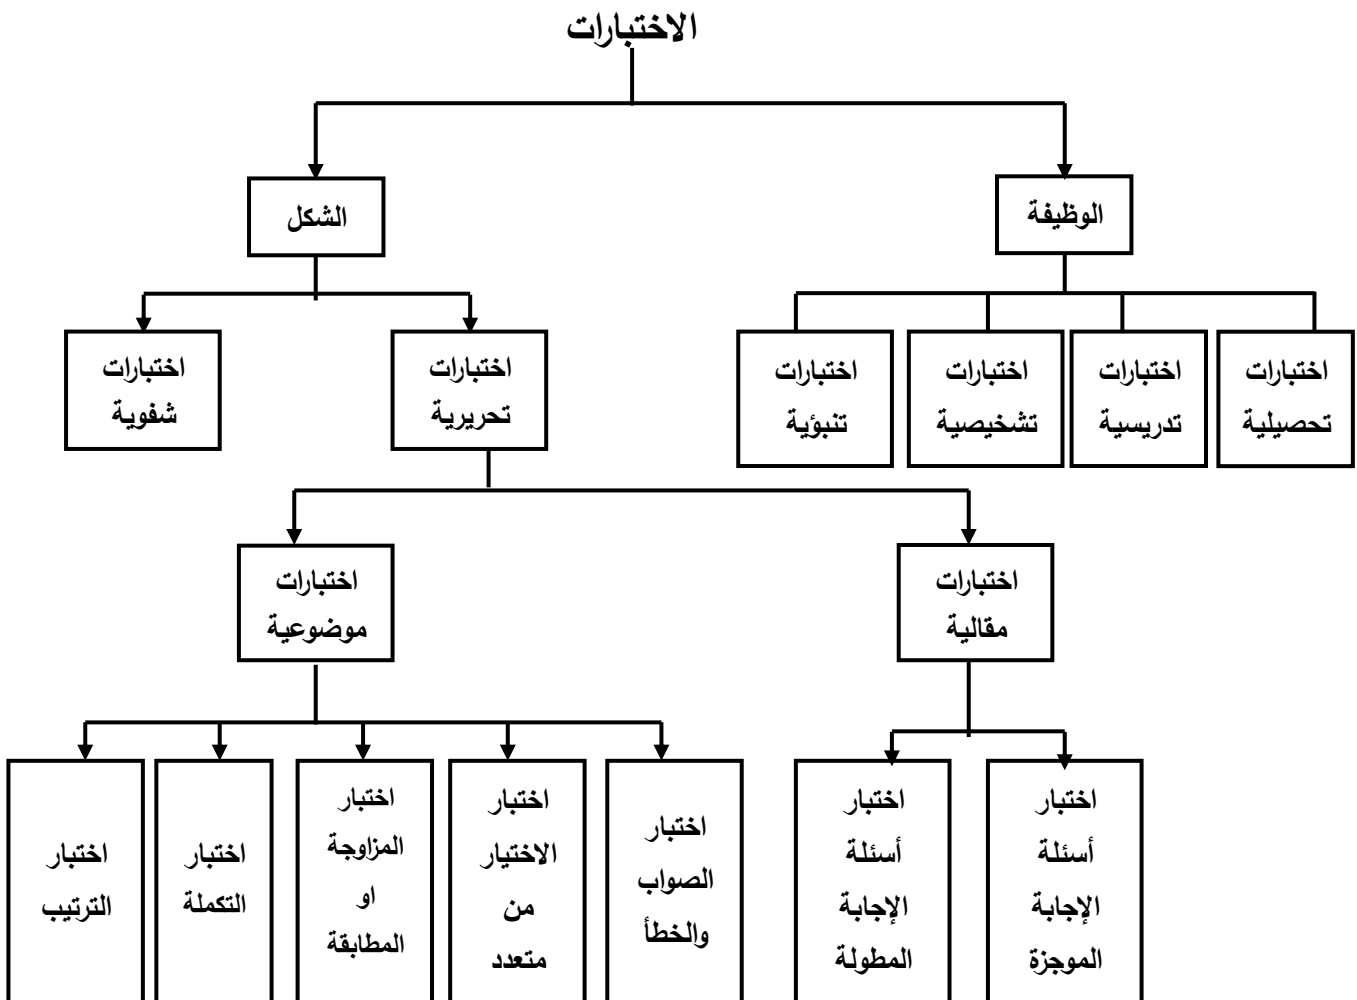 الاختبارات
الوظيفة
الشكل
اختبارات
تحصيلية
اختبارات
تدريسية
اختبارات
تشخيصية
اختبارات
تنبؤية
اختبارات
تحريرية
اختبارات
شفوية
اختبارات
مقالية
اختبارات
موضوعية
اختبار
أسئلة
الإجابة
الموجزة
اختبار
أسئلة
الإجابة
المطولة
اختبار
الصواب
والخطأ
اختبار
الاختيار
من
متعدد
اختبار
المزاوجة
او
المطابقة
اختبار
التكملة
اختبار
الترتيب